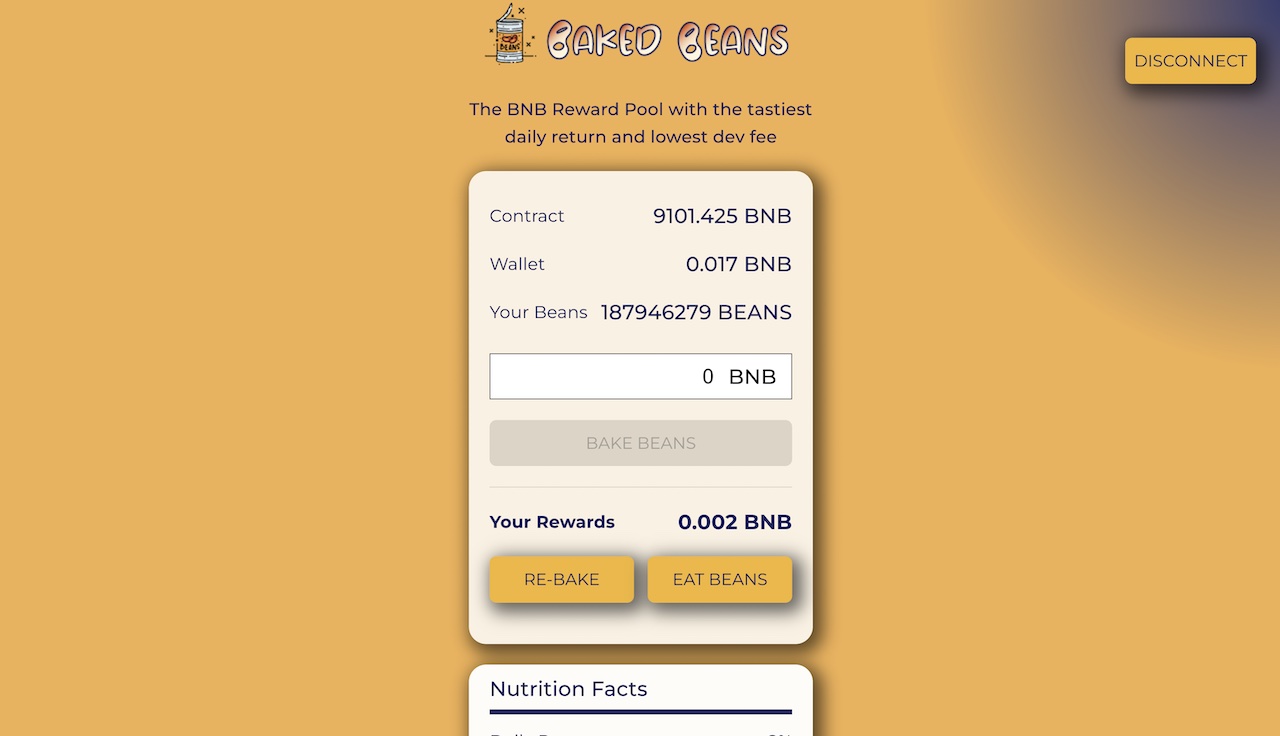 BEANS
BAKED BEANS
DISCONNECT
The BNB Reward Pool with the tastiest
daily return and lowest dev fee
Contract 9101.425 BNB
Wallet 0.017 BNB
Your Beans 187946279 BEANS
0 BNB
BAKE BEANS
Your Rewards 0.002 BNB
RE-BAKE EAT BEANS
Nutrition Facts